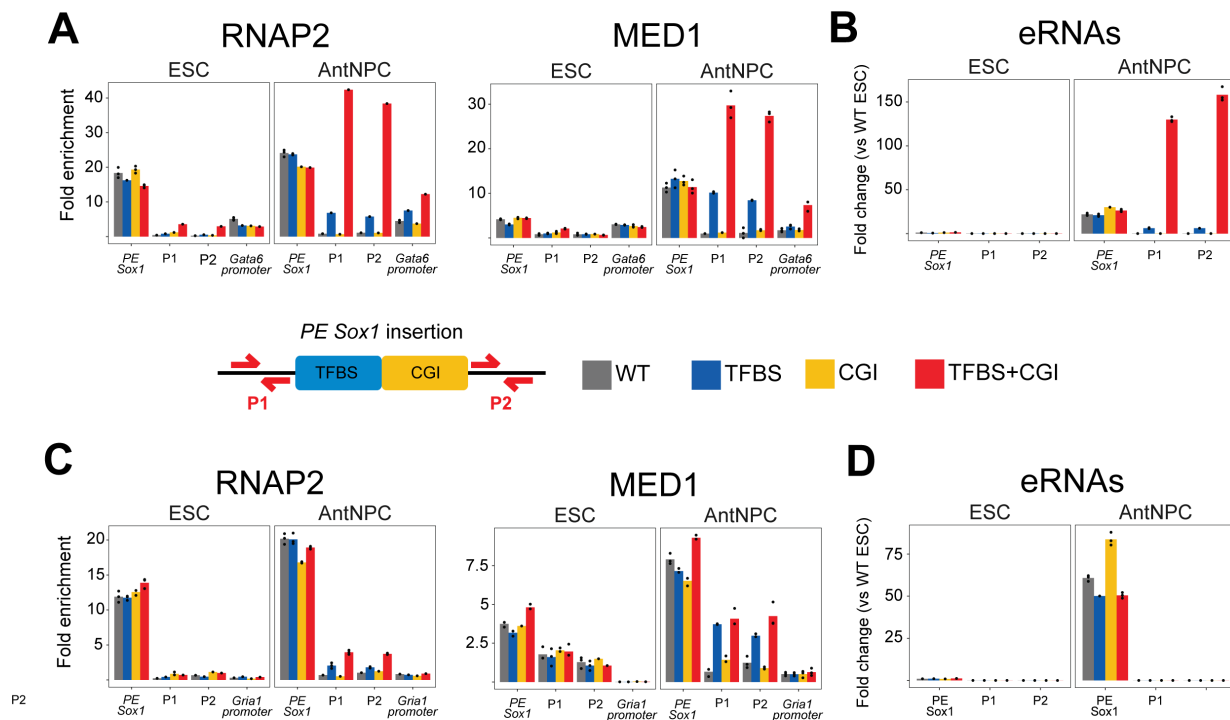 A
RNAP2
MED1
B
eRNAs
ESC
AntNPC
ESC
AntNPC
ESC
AntNPC
Fold enrichment
40
30
20
10
30
20
10
0
Fold change (vs WT ESC)
150
100
50
PE Sox1
P1
P2
Gata6 promoter
PE Sox1
P1
P2
Gata6 promoter
PE Sox1
P1
P2
Gata6 promoter
PE Sox1
P1
P2
Gata6 promoter
PE Sox1
P1
P2
PE Sox1
P1
P2
PE Sox1 insertion
TFBS
CGI
P1
P2
WT
TFBS
CGI
TFBS+CGI
C
RNAP2
MED1
D
eRNAs
ESC
AntNPC
ESC
AntNPC
ESC
AntNPC
Fold enrichment
20
15
10
5
7.5
5
2.5
0
Fold change (vs WT ESC)
75
50
25
0
PE Sox1
P1
P2
Gria1 promoter
PE Sox1
P1
P2
Gria1 promoter
PE Sox1
P1
P2
Gria1 promoter
PE Sox1
P1
P2
Gria1 promoter
PE Sox1
P1
P2
PE Sox1
P1
P2